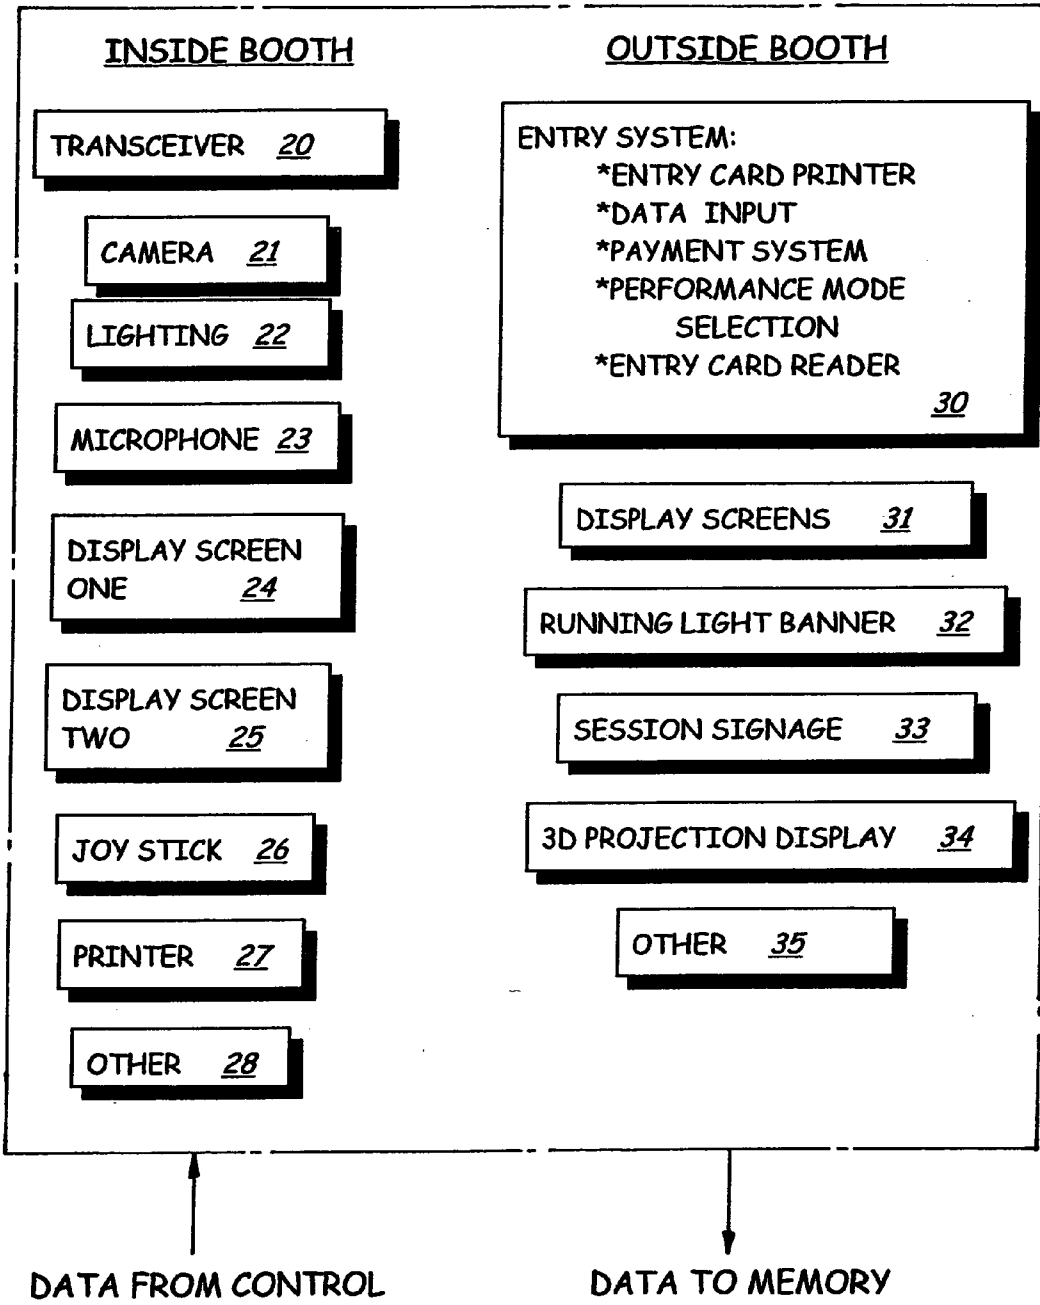 INSIDE BOOTH
TRANSCEIVER 20
CAMERA 21
LIGHTING 22
MICROPHONE 23
DISPLAY SCREEN
ONE 24
DISPLAY SCREEN
TWO 25
JOY STICK 26
PRINTER 27
OTHER 28
OUTSIDE BOOTH
ENTRY SYSTEM:
*ENTRY CARD PRINTER
*DATA INPUT
*PAYMENT SYSTEM
*PERFORMANCE MODE
SELECTION
*ENTRY CARD READER
30
DISPLAY SCREENS 31
RUNNING LIGHT BANNER 32
SESSION SIGNAGE 33
3D PROJECTION DISPLAY 34
OTHER 35
DATA FROM CONTROL
DATA TO MEMORY